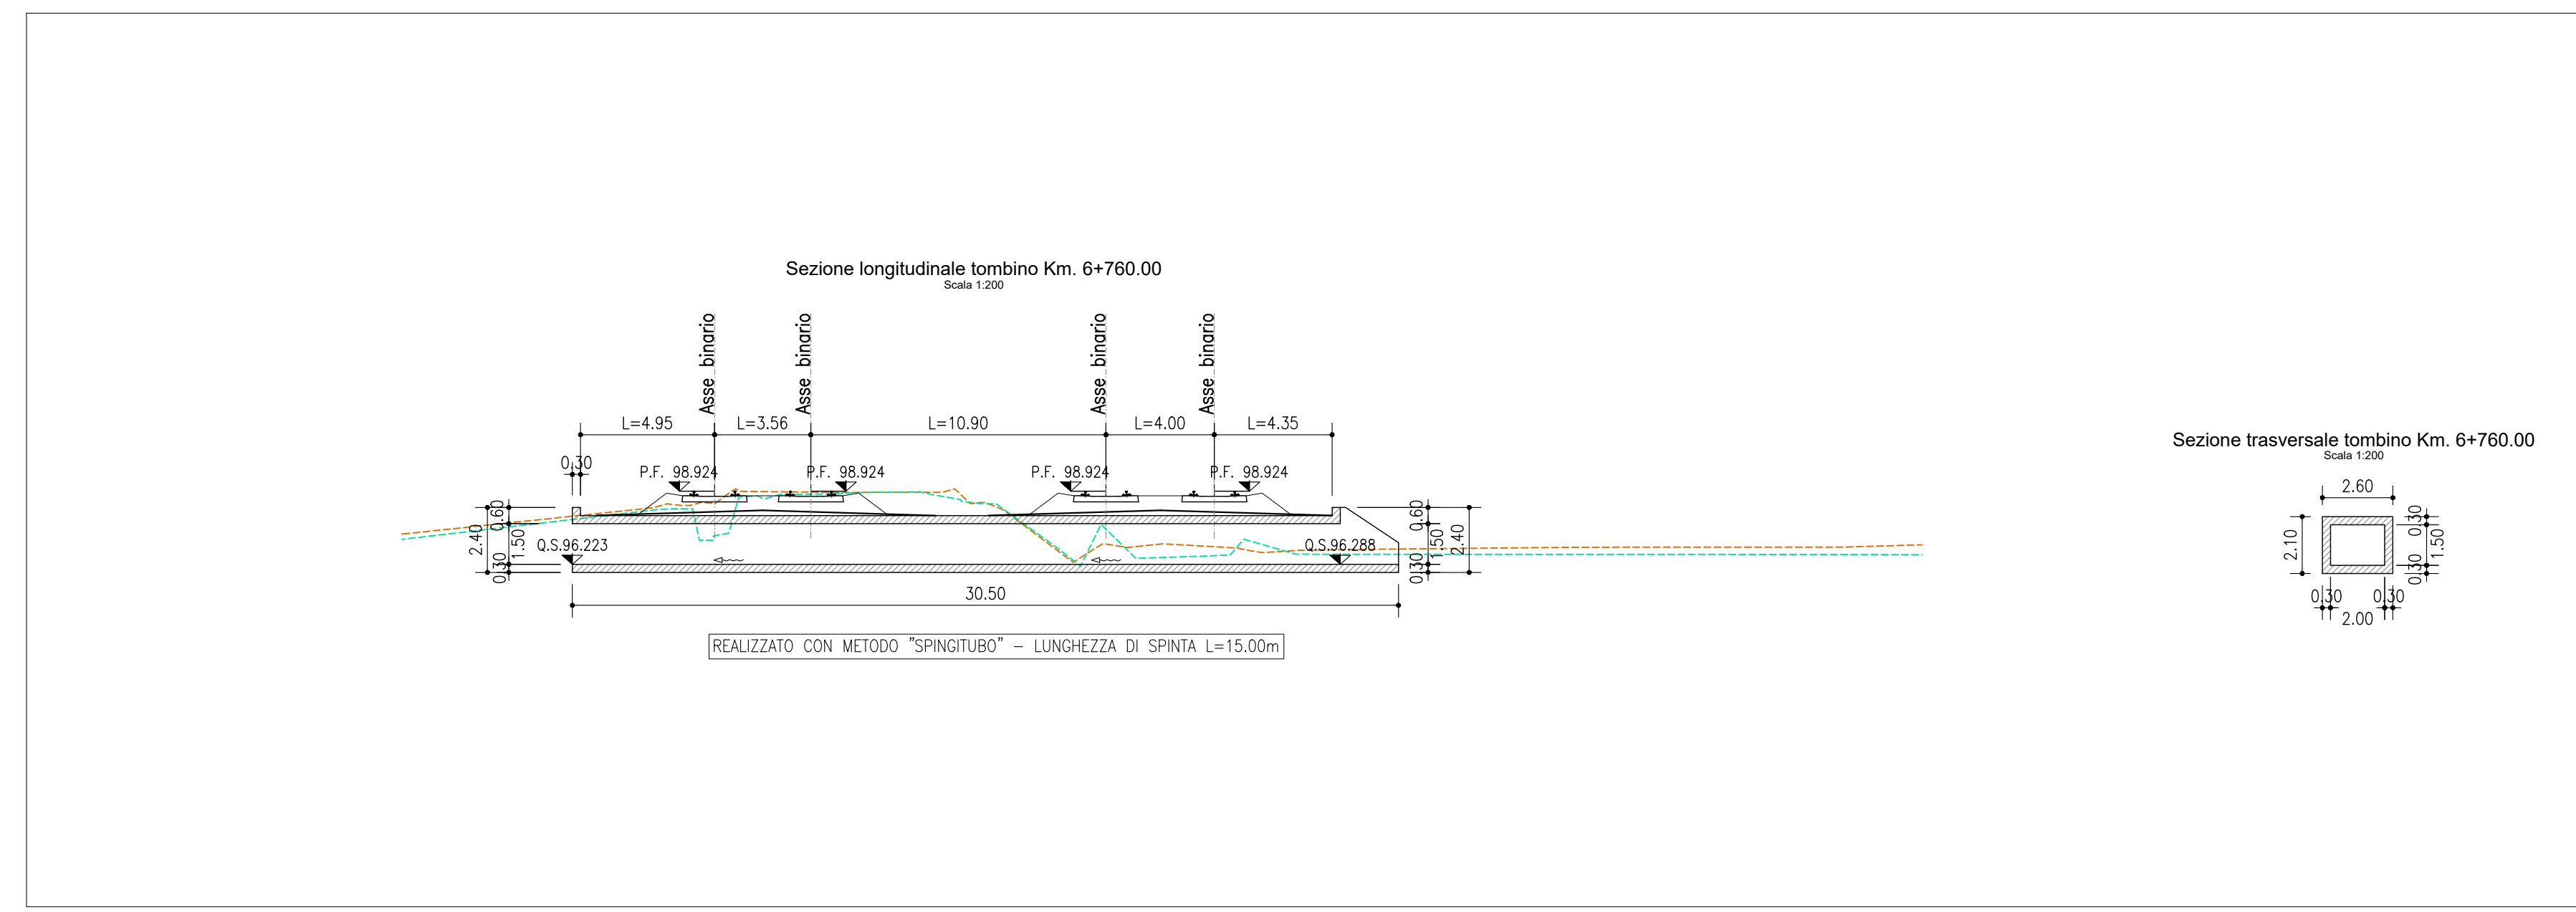 Sezione longitudinale tombino Km. 6+760.00
Scala 1:200
Asse binario
Asse binario
Asse binario
Asse binario
L=4.95
L=3.56
L=10.90
L=4.00
L=4.35
0.30
P.F. 98.924
P.F. 98.924
P.F. 98.924
P.F. 98.924
2.40
0.60
1.50
0.30
Q.S.96.223
Q.S.96.288
0.60
1.50
0.30
2.40
30.50
REALIZZATO CON METODO "SPINGITUBO" – LUNGHEZZA DI SPINTA L=15.00m
Sezione trasversale tombino Km. 6+760.00
Scala 1:200
2.60
2.10
0.30
1.50
0.30
0.30
0.30
2.00